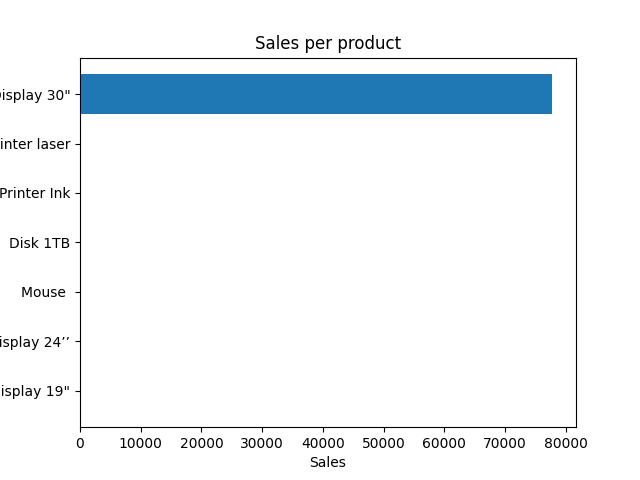 Sales per product
isplay 30"
inter laser
Printer Ink
Disk 1TB
Mouse
isplay 24’’
isplay 19"
0 10000 20000 30000 40000 50000 60000 70000 80000
Sales